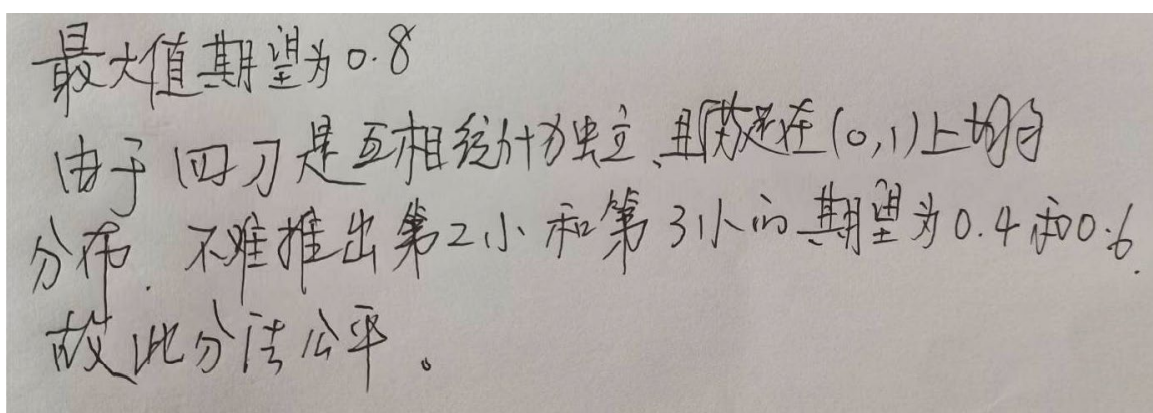 最大值期望为0.8
由于四刀是互相统计独立、且满足在(0,1)上均匀
分布. 不难推出第2小和第3小的期望为0.4和0.6.
故此分法公平。